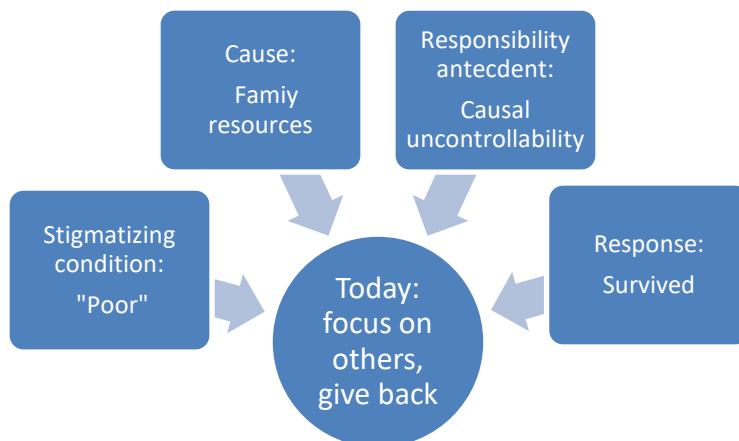 Stigmatizing
condition:
"Poor"
Cause:
Famiy
resources
Responsibility
antecdent:
Causal
uncontrollability
Response:
Survived
Today:
focus on
others,
give back